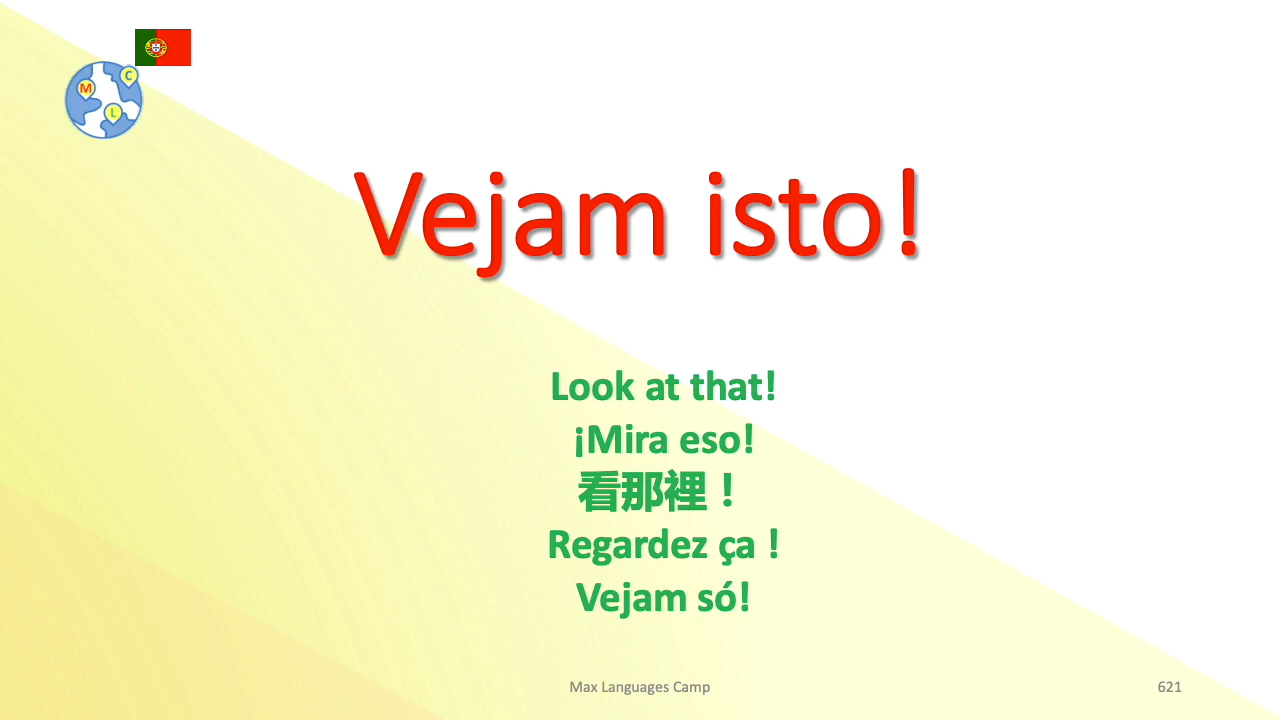 M
C
L
Vejam isto!
Look at that!
¡Mira eso!
看那裡！
Regardez ça !
Vejam só!
Max Languages Camp
621